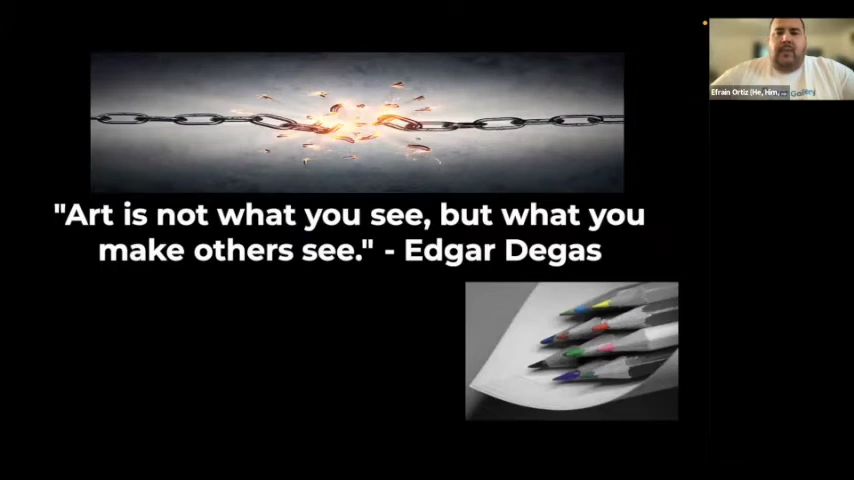 "Art is not what you see, but what you
make others see." - Edgar Degas
Efrain Ortiz (He, Him,